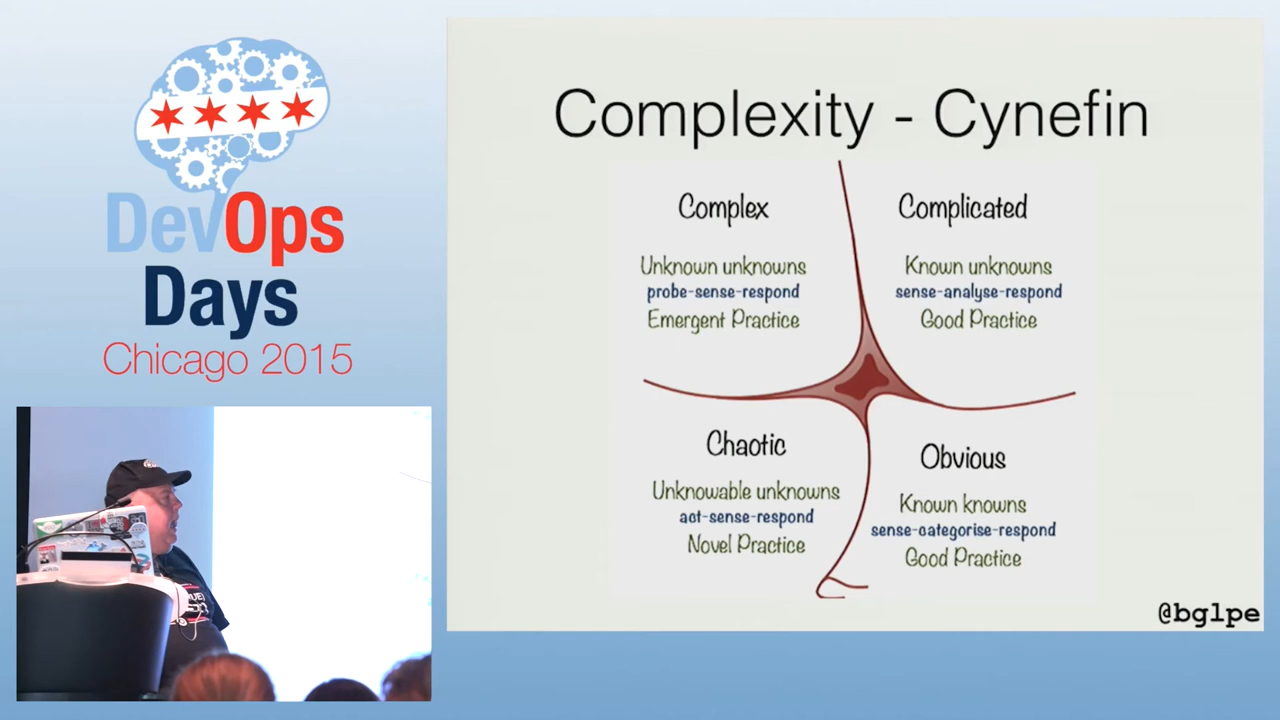 DevOps
Days
Chicago 2015
Complexity - Cynefin
Complex
Unknown unknowns
probe-sense-respond
Emergent Practice
Complicated
Known unknowns
sense-analyse-respond
Good Practice
Chaotic
Unknowable unknowns
act-sense-respond
Novel Practice
Obvious
Known knowns
sense-categorise-respond
Good Practice
@bglpe